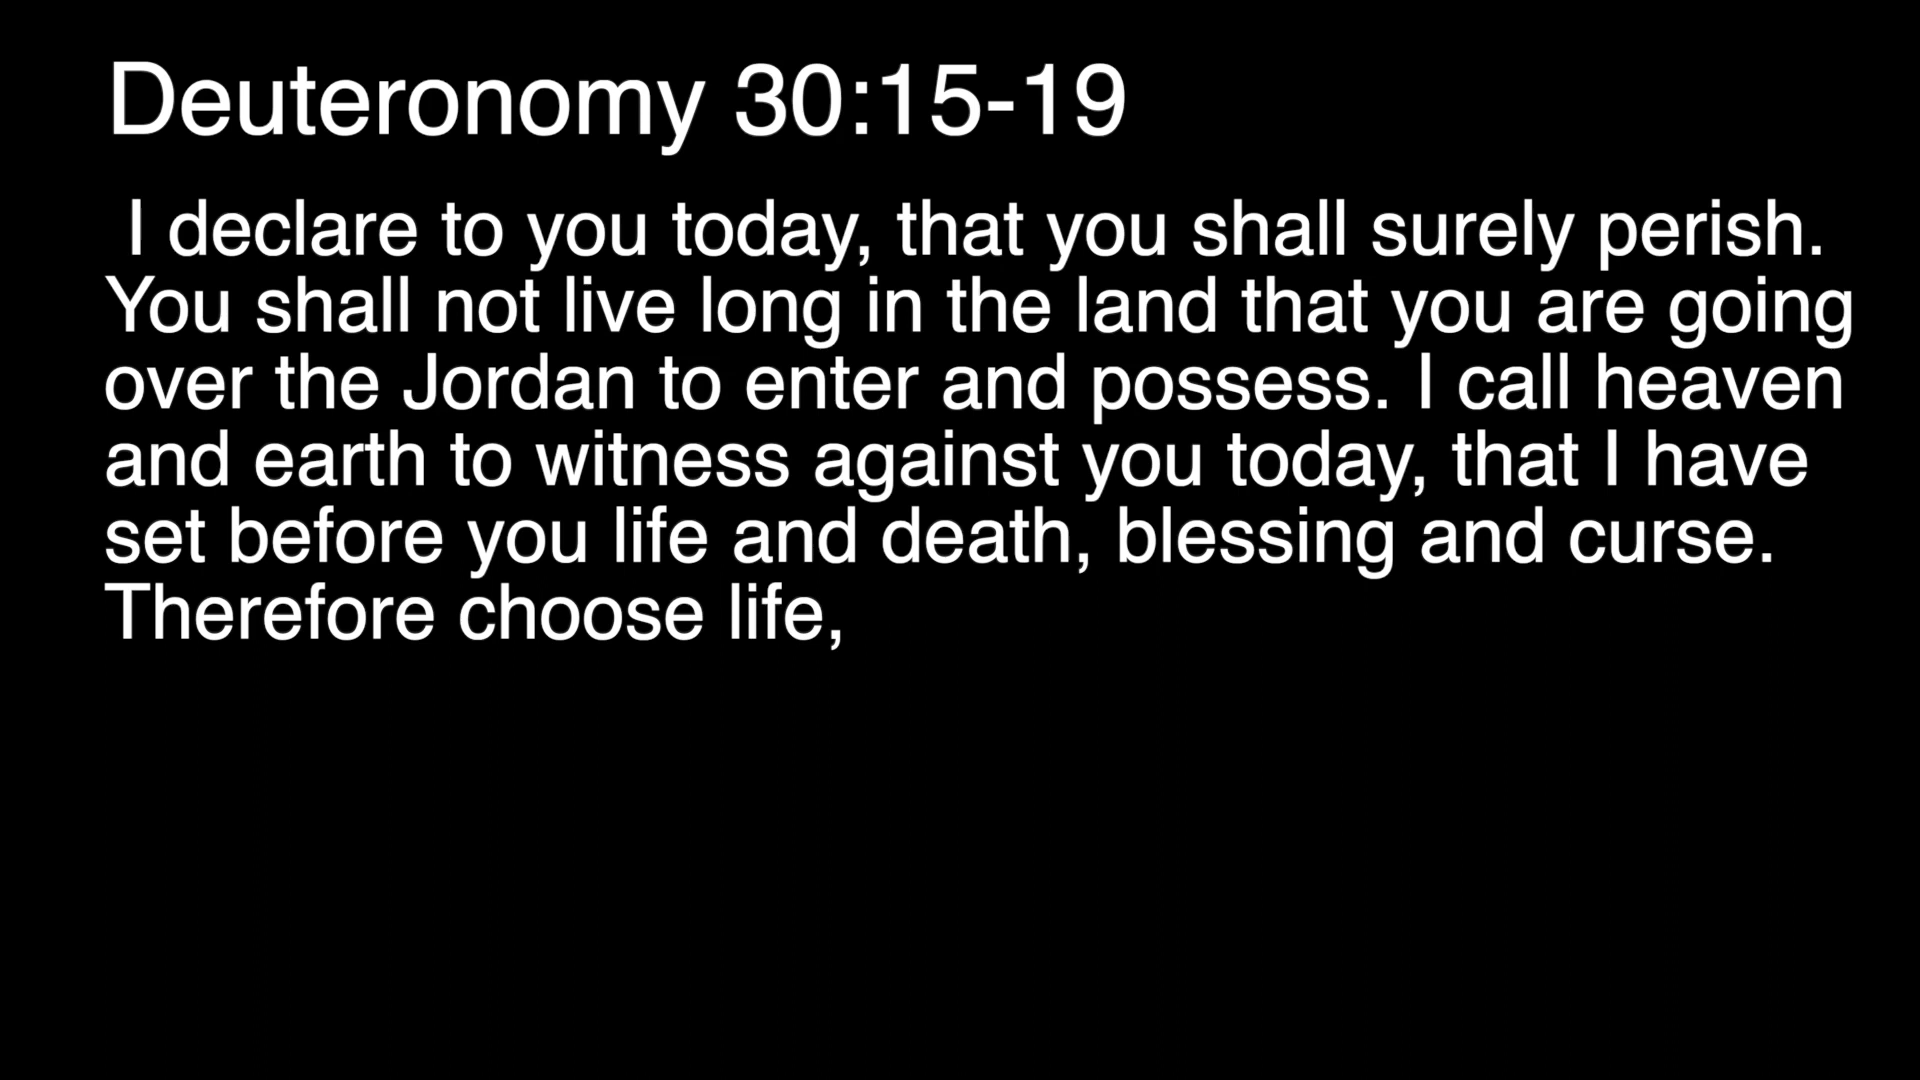 Deuteronomy 30:15-19
I declare to you today, that you shall surely perish.
You shall not live long in the land that you are going
over the Jordan to enter and possess. I call heaven
and earth to witness against you today, that I have
set before you life and death, blessing and curse.
Therefore choose life,